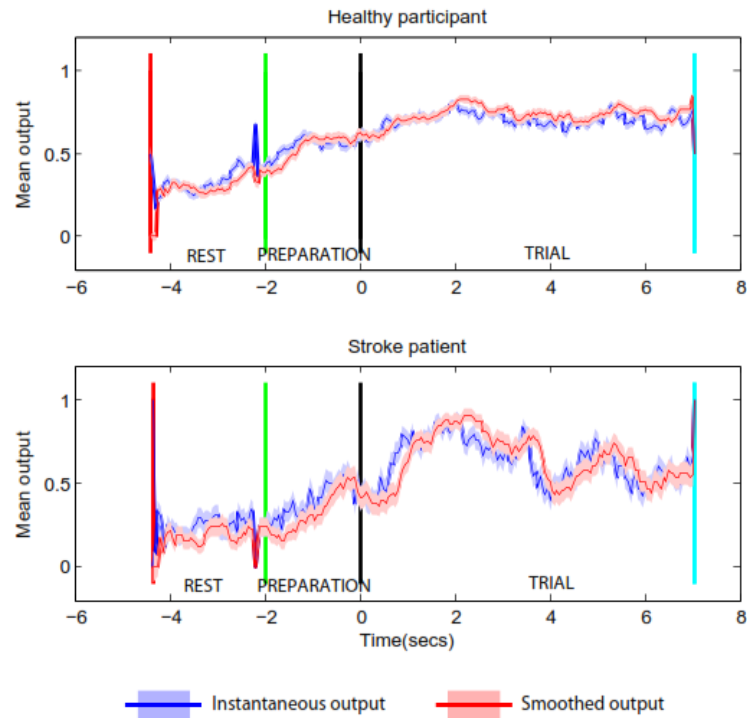 Healthy participant
1
0.5
0
Mean output
REST PREPARATION TRIAL
−6 −4 −2 0 2 4 6 8
Stroke patient
1
0.5
0
Mean output
REST PREPARATION TRIAL
−6 −4 −2 0 2 4 6 8
Time(secs)
Instantaneous output Smoothed output